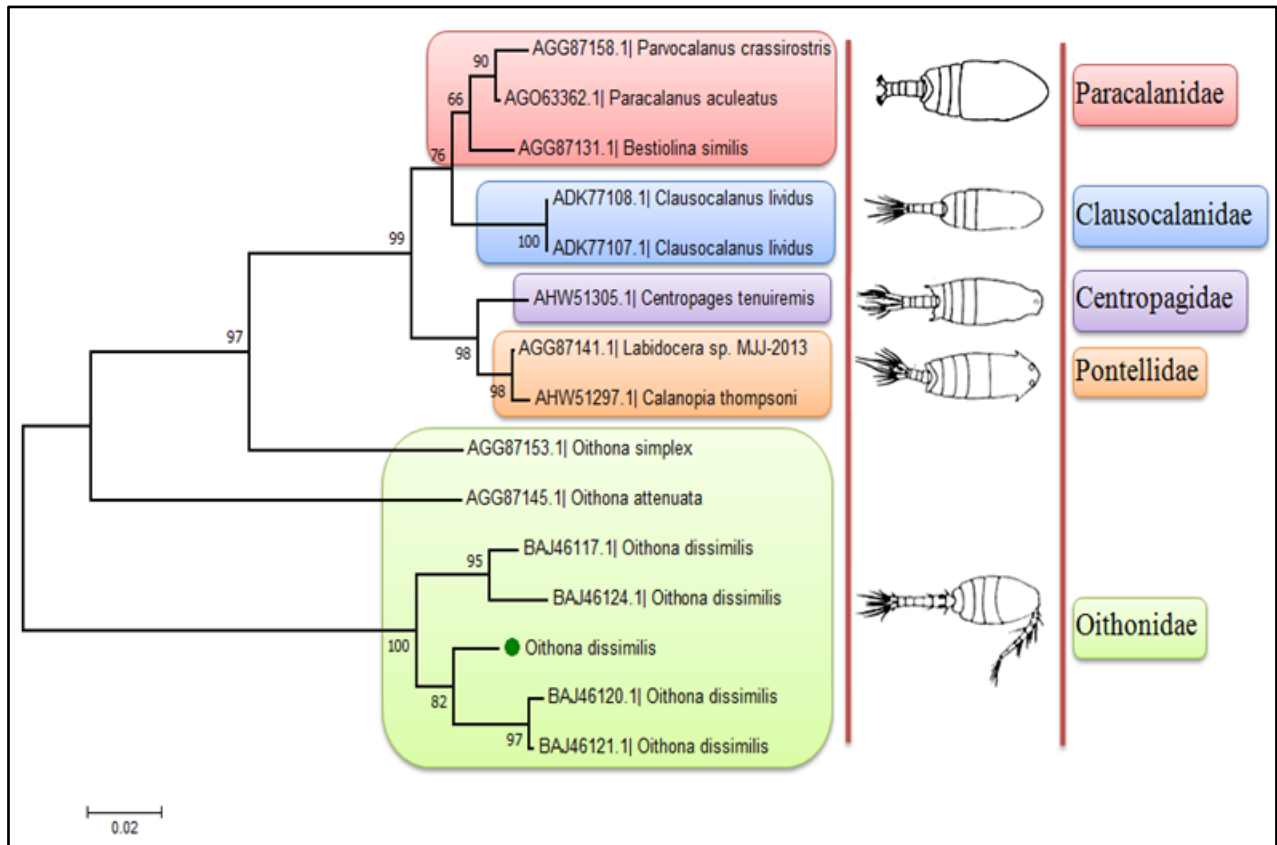 AGG87158.1| Parvocalanus crassirostris
90
AGO63362.1| Paracalanus aculeatus
66
AGG87131.1| Bestiolina similis
76
Paracalanidae
ADK77108.1| Clausocalanus lividus
100
ADK77107.1| Clausocalanus lividus
Clausocalanidae
99
AHW51305.1| Centropages tenuiremis
Centropagidae
98
AGG87141.1| Labidocera sp. MJJ-2013
98
AHW51297.1| Calanopia thompsoni
Pontellidae
97
AGG87153.1| Oithona simplex
AGG87145.1| Oithona attenuata
BAJ46117.1| Oithona dissimilis
95
BAJ46124.1| Oithona dissimilis
100
Oithona dissimilis
82
BAJ46120.1| Oithona dissimilis
97
BAJ46121.1| Oithona dissimilis
Oithonidae
0.02